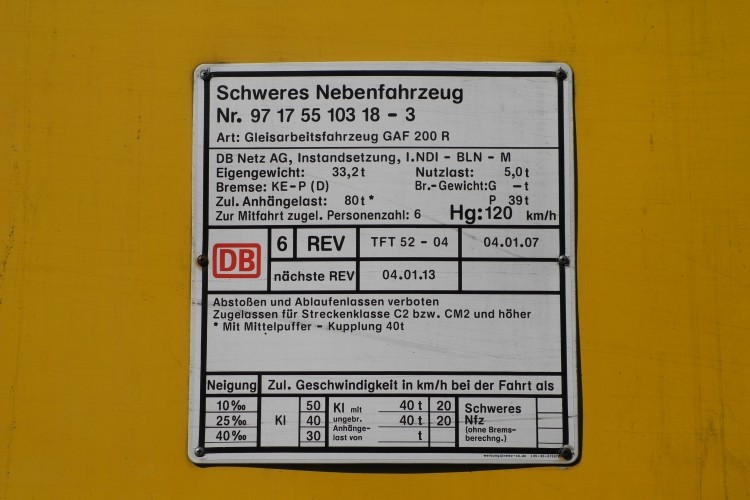 Schweres Nebenfahrzeug
Nr. 97 17 55 103 18 - 3
Art: Gleisarbeitsfahrzeug GAF 200 R
DB Netz AG, Instandsetzung, I.NDI - BLN - M
Eigengewicht: 33,2t Nutzlast: 5,0t
Bremse: KE-P (D) Br.-Gewicht:G -t
Zul. Anhängelast: 80t * P 39t
Zur Mitfahrt zugel. Personenzahl: 6 Hg:120 km/h
DB 6 REV TFT 52 - 04 04.01.07
nächste REV 04.01.13
Abstoßen und Ablaufenlassen verboten
Zugelassen für Streckenklasse C2 bzw. CM2 und höher
* Mit Mittelpuffer - Kupplung 40t
Neigung Zul. Geschwindigkeit in km/h bei der Fahrt als
10‰ 50 Kl mit 40 t 20 Schweres
25‰ Kl 40 ungebr. 40 t 20 Nfz
Anhänge- (ohne Brems-
40‰ 30 last von t berechng.)